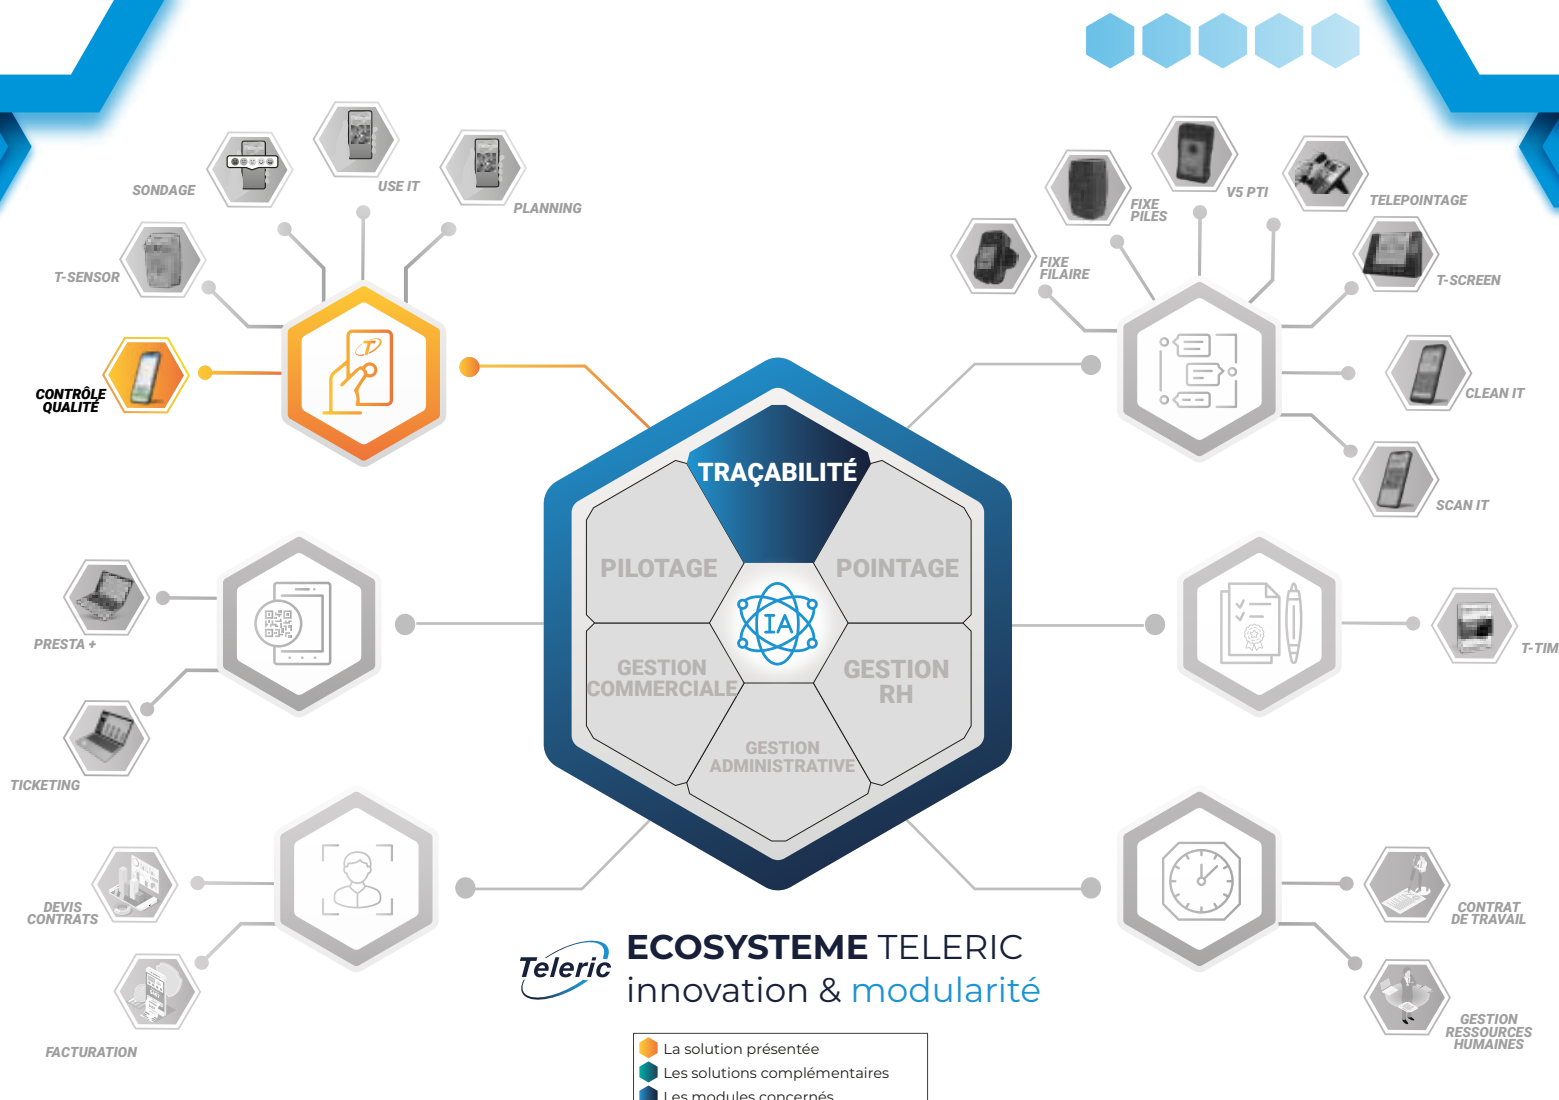 SONDAGE
USE IT
PLANNING
T-SENSOR
CONTRÔLE
QUALITÉ
FIXE
PILES
V5 PTI
TELEPOINTAGE
FIXE
FILAIRE
T-SCREEN
CLEAN IT
SCAN IT
TRAÇABILITÉ
PILOTAGE
POINTAGE
IA
GESTION
COMMERCIALE
GESTION
RH
GESTION
ADMINISTRATIVE
PRESTA +
TICKETING
T-TIM
DEVIS
CONTRATS
FACTURATION
CONTRAT
DE TRAVAIL
GESTION
RESSOURCES
HUMAINES
Teleric
ECOSYSTEME TELERIC
innovation & modularité
La solution présentée
Les solutions complémentaires
Les modules concernés